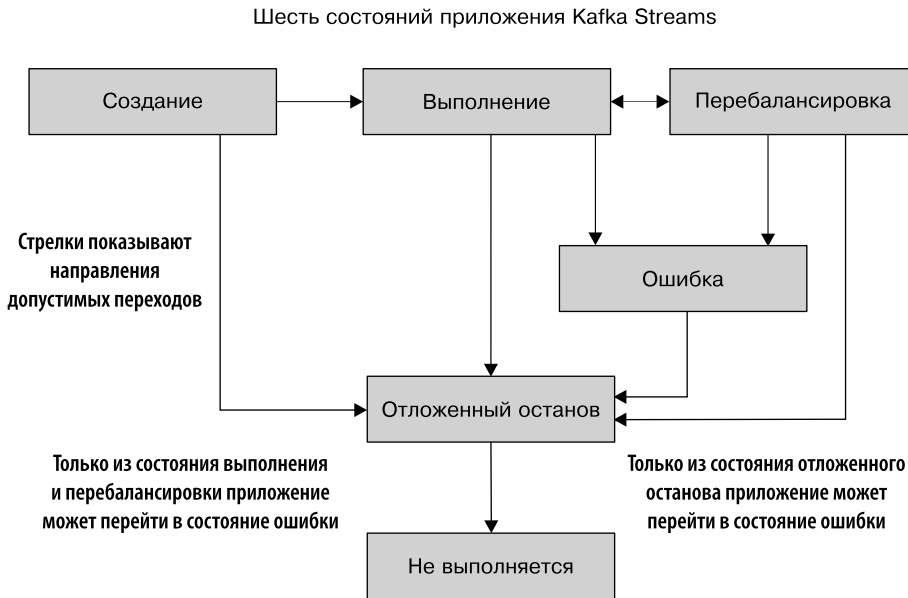 Шесть состояний приложения Kafka Streams
Создание
Выполнение
Перебалансировка
Стрелки показывают
направления
допустимых переходов
Ошибка
Отложенный останов
Только из состояния выполнения
и перебалансировки приложение
может перейти в состояние ошибки
Только из состояния отложенного
останова приложение может
перейти в состояние ошибки
Не выполняется